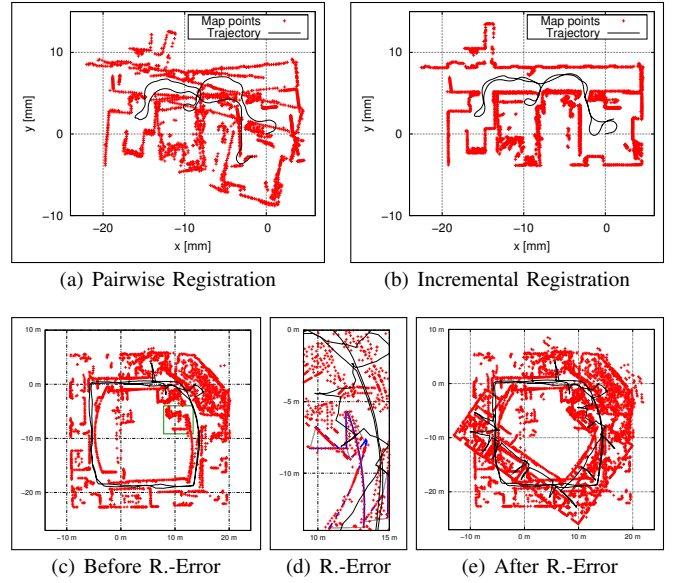 Map points
Trajectory
10
0
−10
−20
−10
0
y [mm]
x [mm]
(a) Pairwise Registration
Map points
Trajectory
10
0
−10
−20
−10
0
y [mm]
x [mm]
(b) Incremental Registration
10 m
0 m
−10 m
−20 m
−10 m
0 m
10 m
20 m
(c) Before R.-Error
0 m
−5 m
−10 m
10 m
15 m
(d) R.-Error
10 m
0 m
−10 m
−20 m
−10 m
0 m
10 m
20 m
(e) After R.-Error